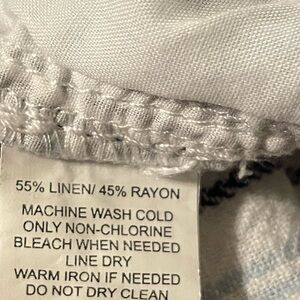 55% LINEN/ 45% RAYON
MACHINE WASH COLD
ONLY NON-CHLORINE
BLEACH WHEN NEEDED
LINE DRY
WARM IRON IF NEEDED
DO NOT DRY CLEAN